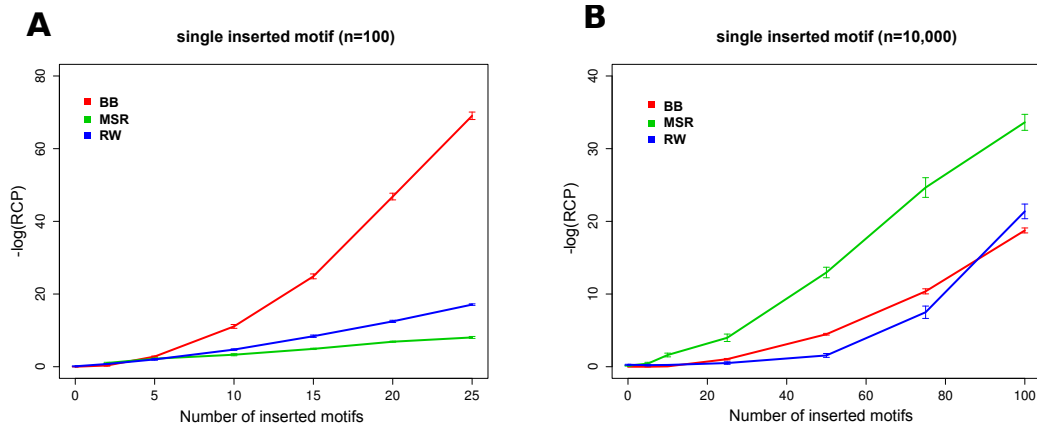 A
single inserted motif (n=100)
80
60
40
20
0
-log(RCP)
BB
MSR
RW
0 5 10 15 20 25
Number of inserted motifs
B
single inserted motif (n=10,000)
40
30
20
10
0
-log(RCP)
BB
MSR
RW
0 20 40 60 80 100
Number of inserted motifs